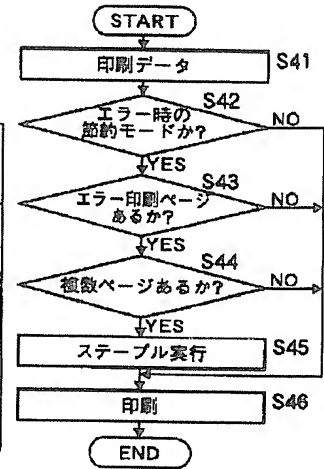 START
印刷データ
S41
エラー時の
節約モードか?
S42
NO
YES
エラー印刷ページ
あるか?
S43
NO
YES
複数ページあるか?
S44
NO
YES
ステープル実行
S45
印刷
S46
END